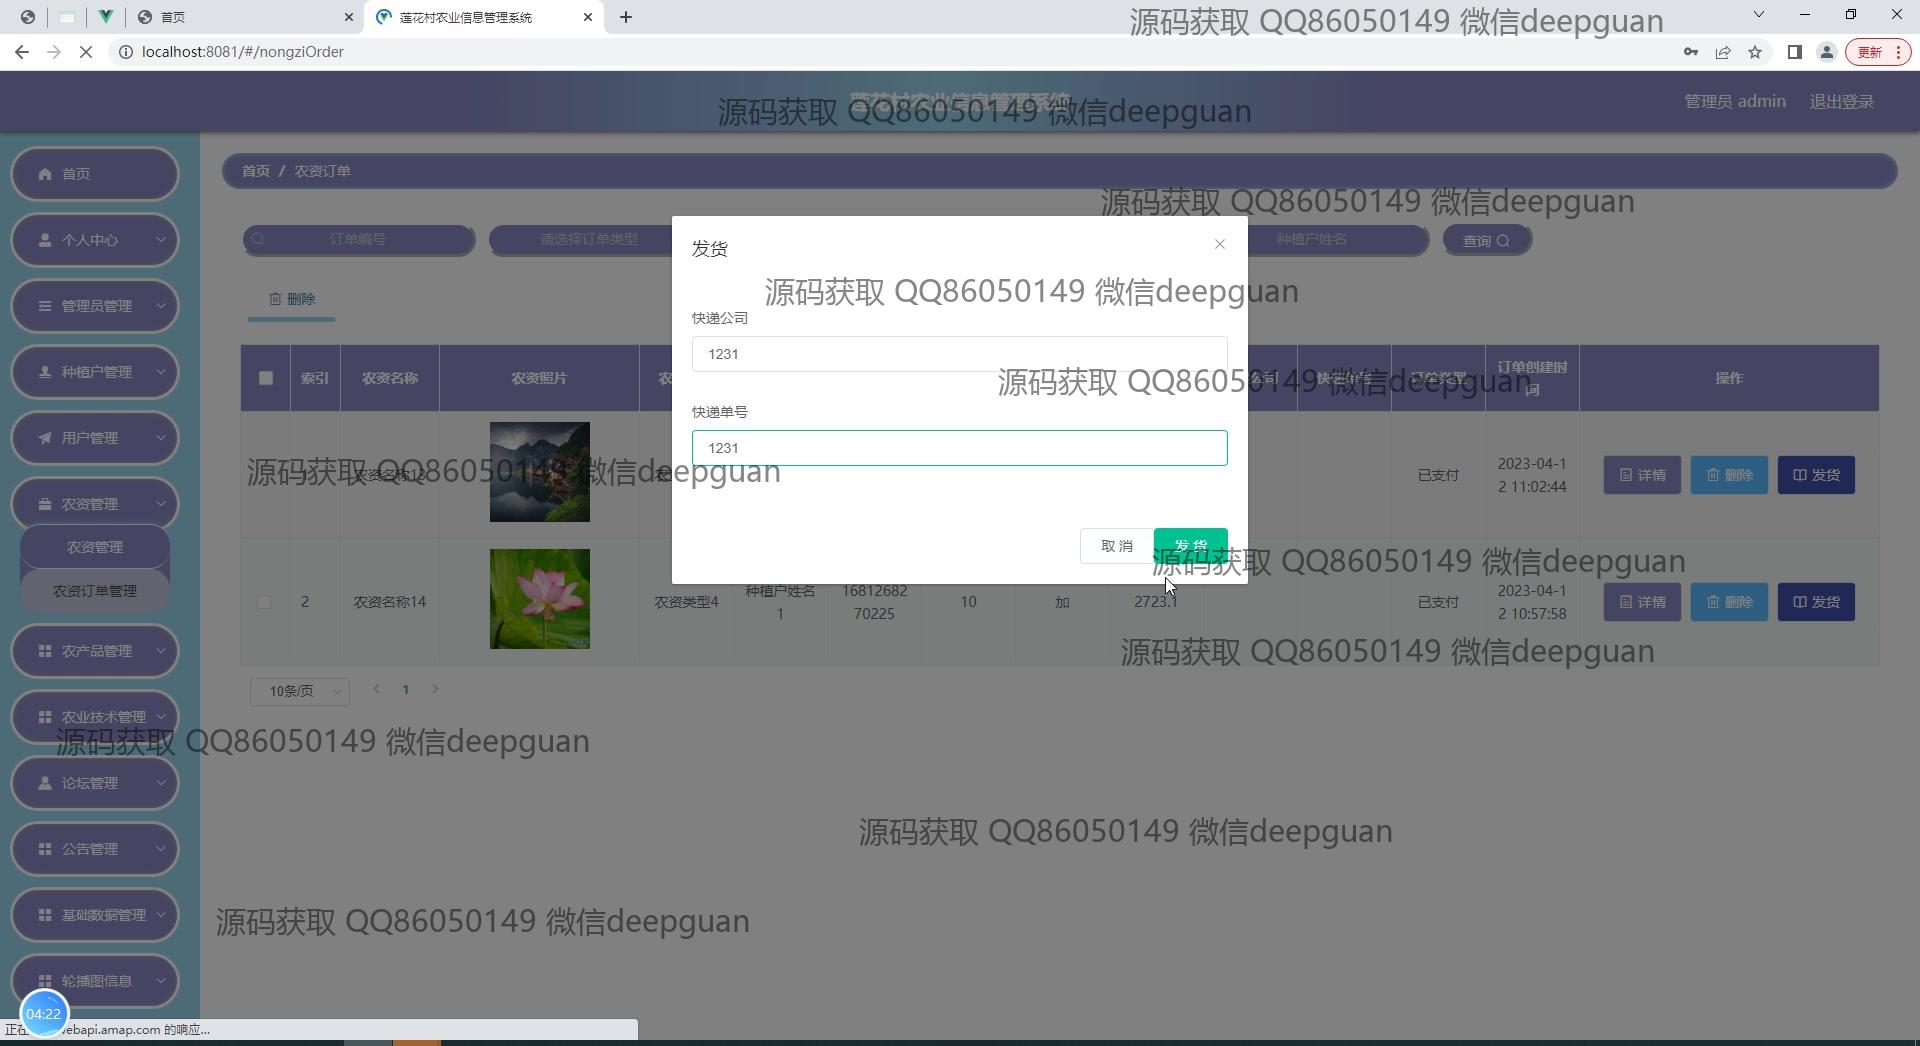 首页
莲花村农业信息管理系统
源码获取 QQ86050149 微信deepguan
localhost:8081/#/nongziOrder
更新
莲花村农业信息管理系统
源码获取 QQ86050149 微信deepguan
管理员 admin
退出登录
首页
个人中心
管理员管理
种植户管理
用户管理
农资管理
农资管理
农资订单管理
农产品管理
农业技术管理
论坛管理
公告管理
基础数据管理
轮播图信息
首页 / 农资订单
源码获取 QQ86050149 微信deepguan
订单编号
请选择订单类型
种植户姓名
查询
删除
发货
源码获取 QQ86050149 微信deepguan
快递公司
1231
源码获取 QQ86050149 微信deepguan
快递单号
1231
取 消
发 货
索引 农资名称 农资照片 快递单号 订单类型 订单创建时间 操作
源码获取 QQ86050149 微信deepguan
已支付 2023-04-12 11:02:44 详情 删除 发货
源码获取 QQ86050149 微信deepguan
2 农资名称14 农资类型4 种植户姓名1 1681268270225 10 加 2723.1 已支付 2023-04-12 10:57:58 详情 删除 发货
源码获取 QQ86050149 微信deepguan
10条/页
1
源码获取 QQ86050149 微信deepguan
源码获取 QQ86050149 微信deepguan
源码获取 QQ86050149 微信deepguan
04:22
正在 ebapi.amap.com 的响应...